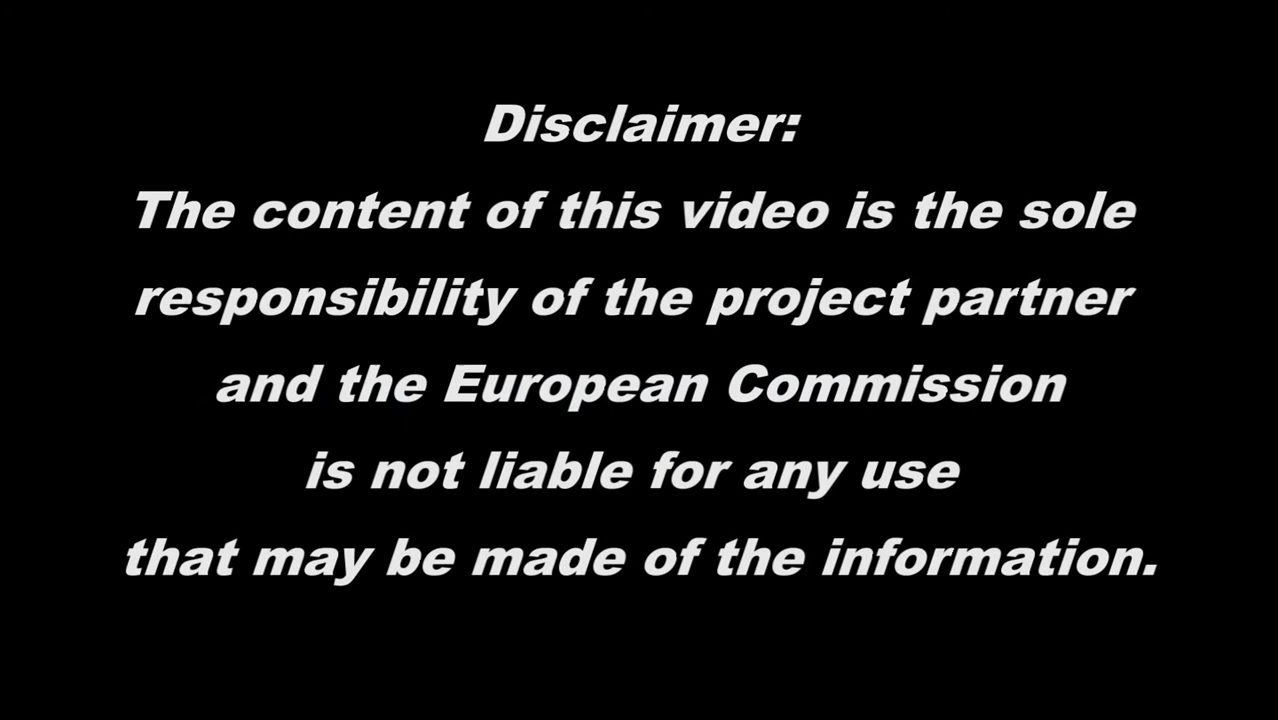 Disclaimer:
The content of this video is the sole
responsibility of the project partner
and the European Commission
is not liable for any use
that may be made of the information.